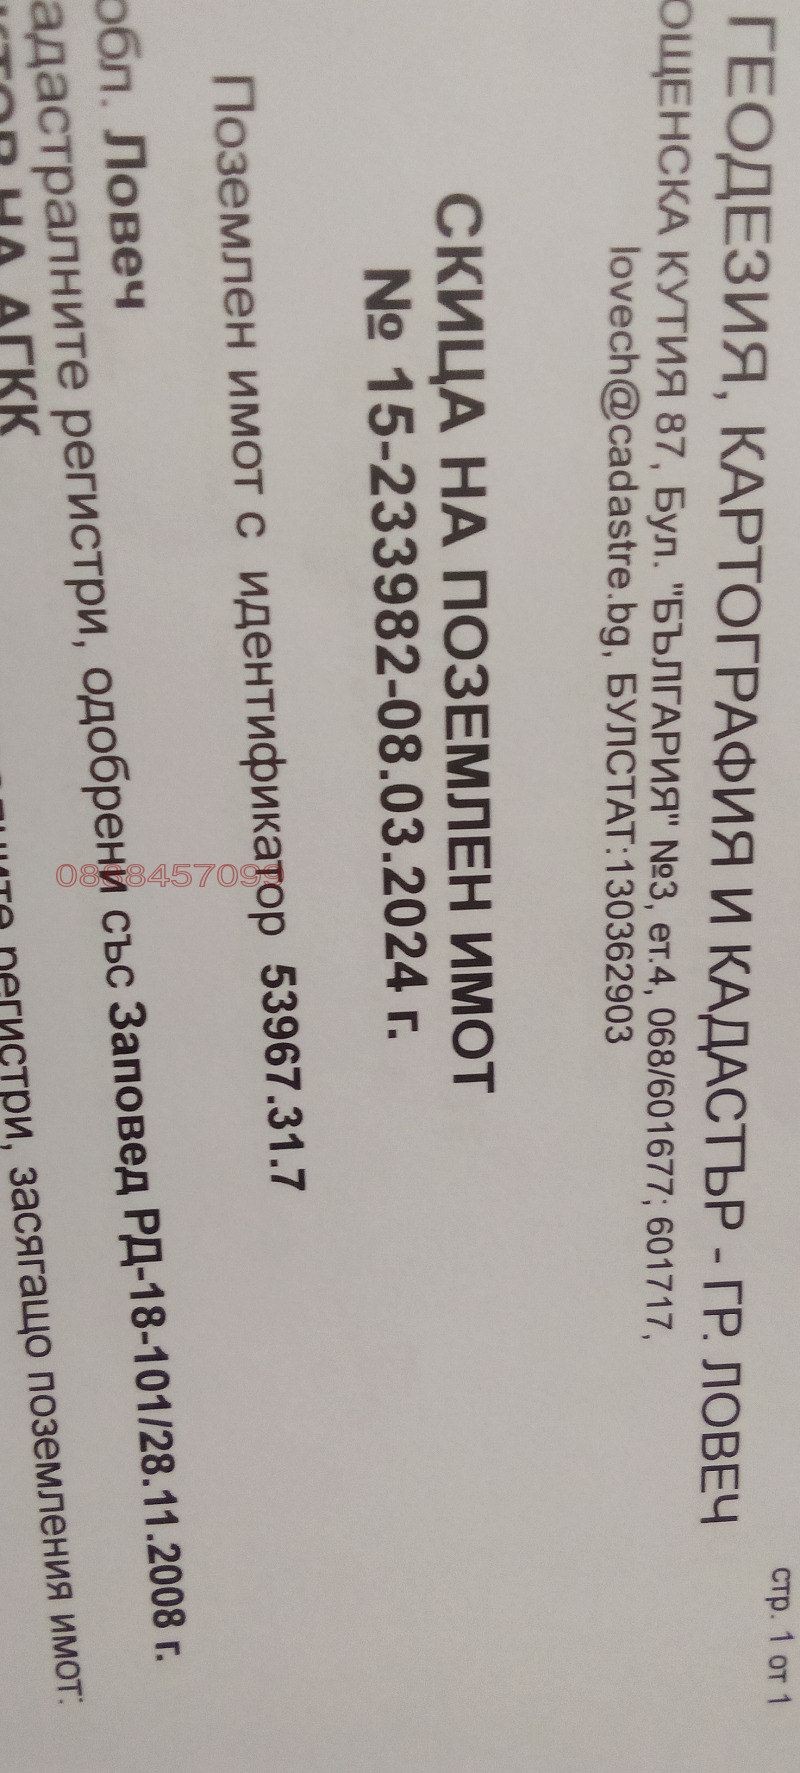 стр. 1 от 1
ГЕОДЕЗИЯ, КАРТОГРАФИЯ И КАДАСТЪР - ГР. ЛОВЕЧ
ОЩЕНСКА КУТИЯ 87, Бул. "БЪЛГАРИЯ" №3, ет.4, 068/601677; 601717,
lovech@cadastre.bg, БУЛСТАТ:130362903
СКИЦА НА ПОЗЕМЛЕН ИМОТ
№ 15-233982-08.03.2024 г.
Поземлен имот с идентификатор 53967.31.7
обл. Ловеч
адастралните регистри, одобрени със Заповед РД-18-101/28.11.2008 г.
НА АГКК
регистри, засягащо поземления имот:
0898457099